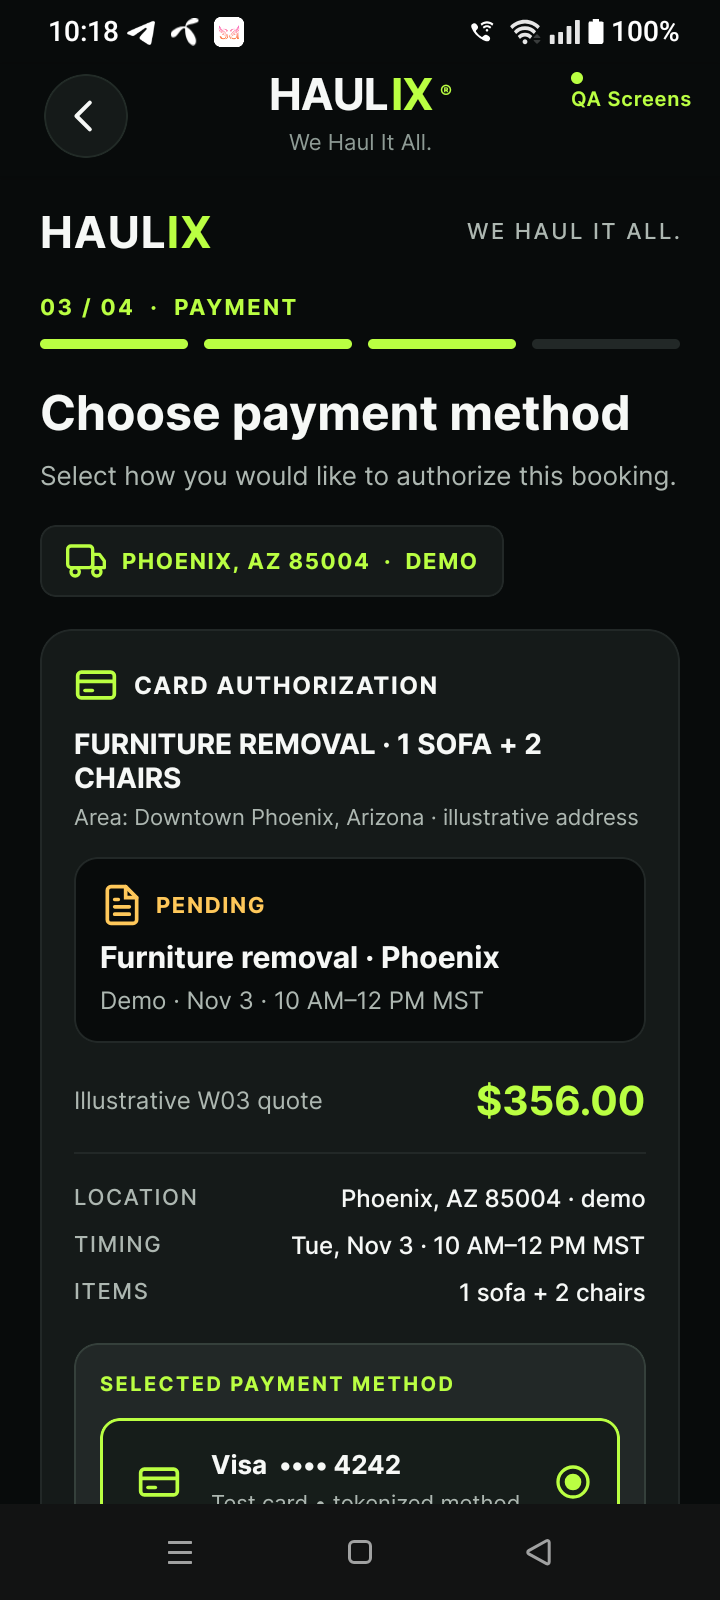 10:18
100%
HAULIX ®
QA Screens
We Haul It All.
HAULIX
WE HAUL IT ALL.
03 / 04 · PAYMENT
Choose payment method
Select how you would like to authorize this booking.
PHOENIX, AZ 85004 · DEMO
CARD AUTHORIZATION
FURNITURE REMOVAL · 1 SOFA + 2
CHAIRS
Area: Downtown Phoenix, Arizona · illustrative address
PENDING
Furniture removal · Phoenix
Demo · Nov 3 · 10 AM–12 PM MST
Illustrative W03 quote
$356.00
LOCATION
Phoenix, AZ 85004 · demo
TIMING
Tue, Nov 3 · 10 AM–12 PM MST
ITEMS
1 sofa + 2 chairs
SELECTED PAYMENT METHOD
Visa •••• 4242
Test card • tokenized method